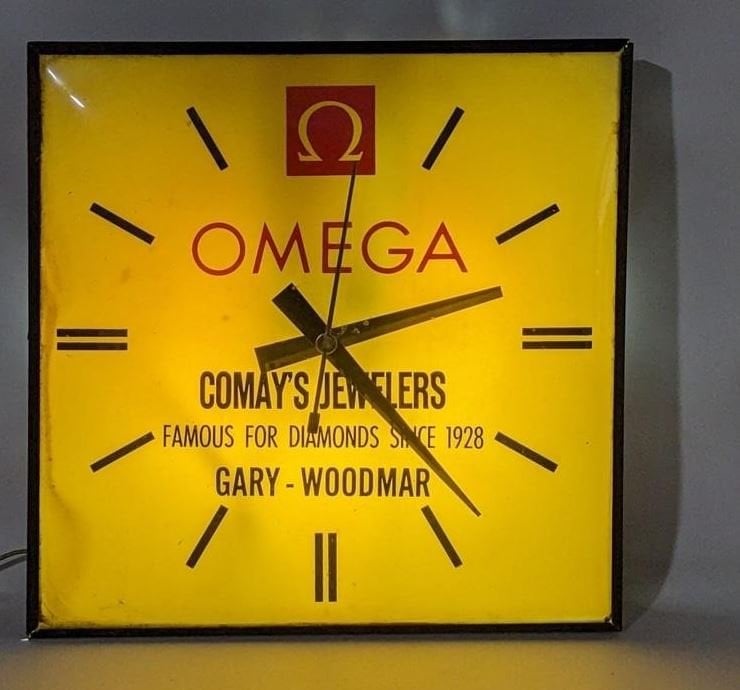 Ω
OMEGA
COMAY'S JEWELERS
FAMOUS FOR DIAMONDS SINCE 1928
GARY - WOODMAR